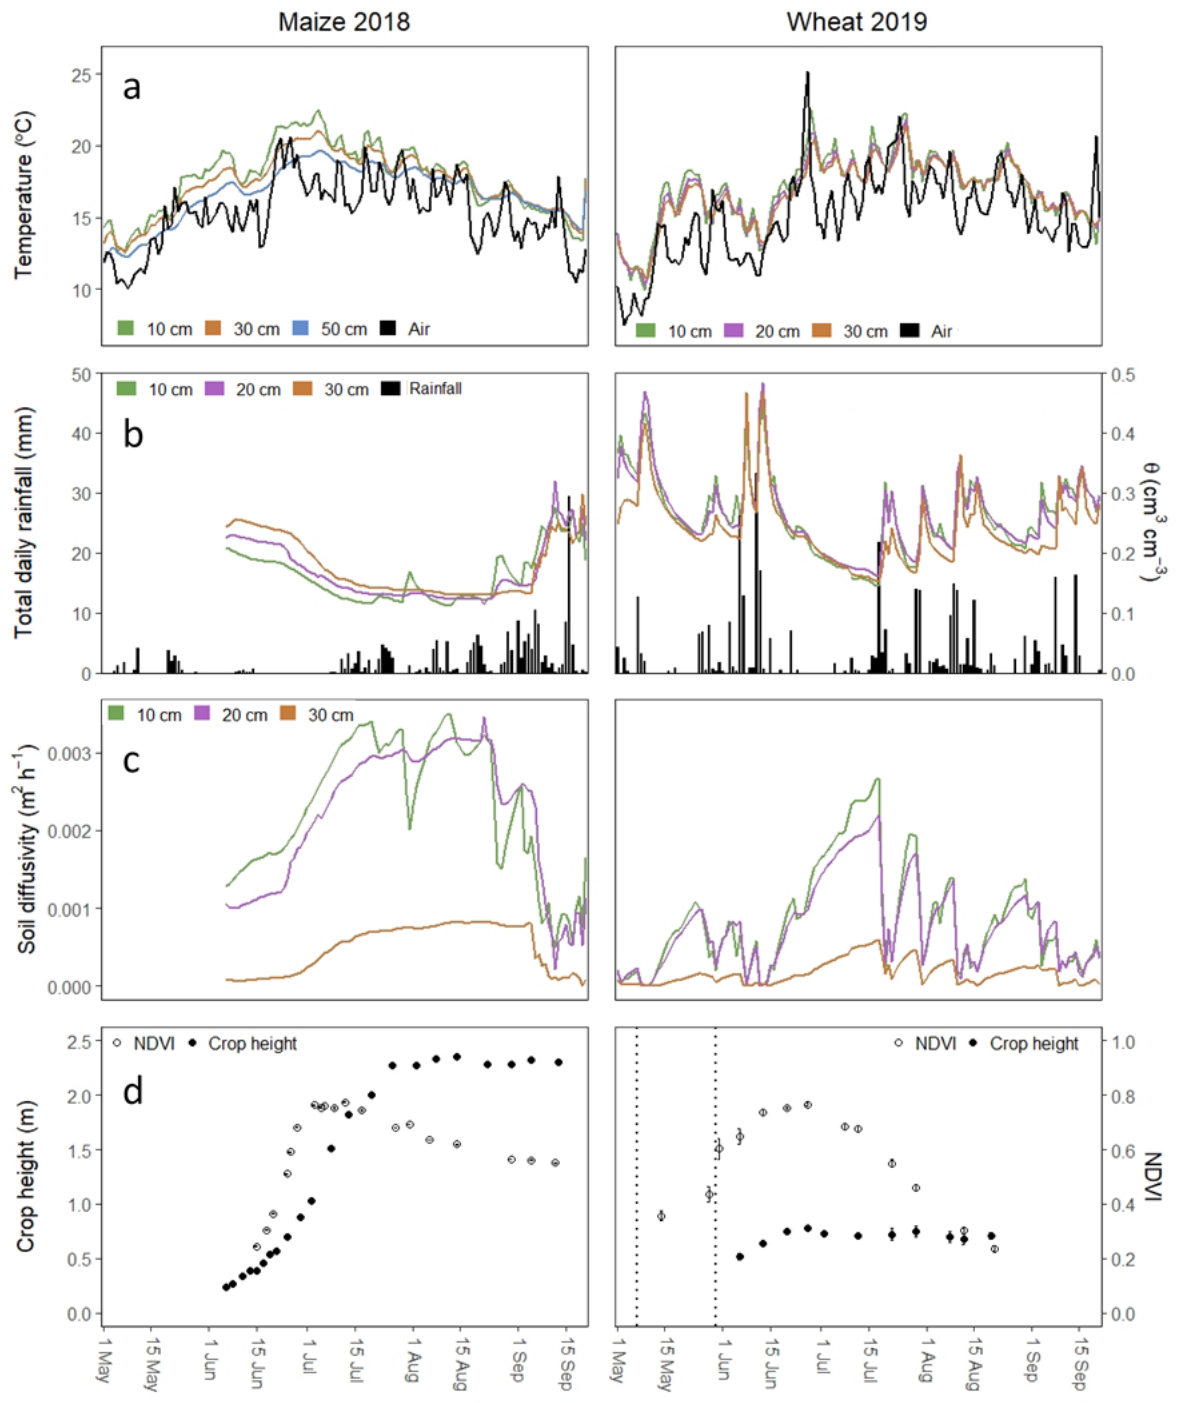 Maize 2018
Wheat 2019
Temperature (°C)
25
20
15
10
a
10 cm 30 cm 50 cm Air
10 cm 20 cm 30 cm Air
Total daily rainfall (mm)
50
40
30
20
10
0
10 cm 20 cm 30 cm Rainfall
b
0.5
0.4
0.3
0.2
0.1
0.0
θ (cm³ cm⁻³)
Soil diffusivity (m² h⁻¹)
0.003
0.002
0.001
0.000
10 cm 20 cm 30 cm
c
Crop height (m)
2.5
2.0
1.5
1.0
0.5
0.0
NDVI Crop height
d
NDVI Crop height
1.0
0.8
0.6
0.4
0.2
0.0
NDVI
1 May 15 May 1 Jun 15 Jun 1 Jul 15 Jul 1 Aug 15 Aug 1 Sep 15 Sep
1 May 15 May 1 Jun 15 Jun 1 Jul 15 Jul 1 Aug 15 Aug 1 Sep 15 Sep